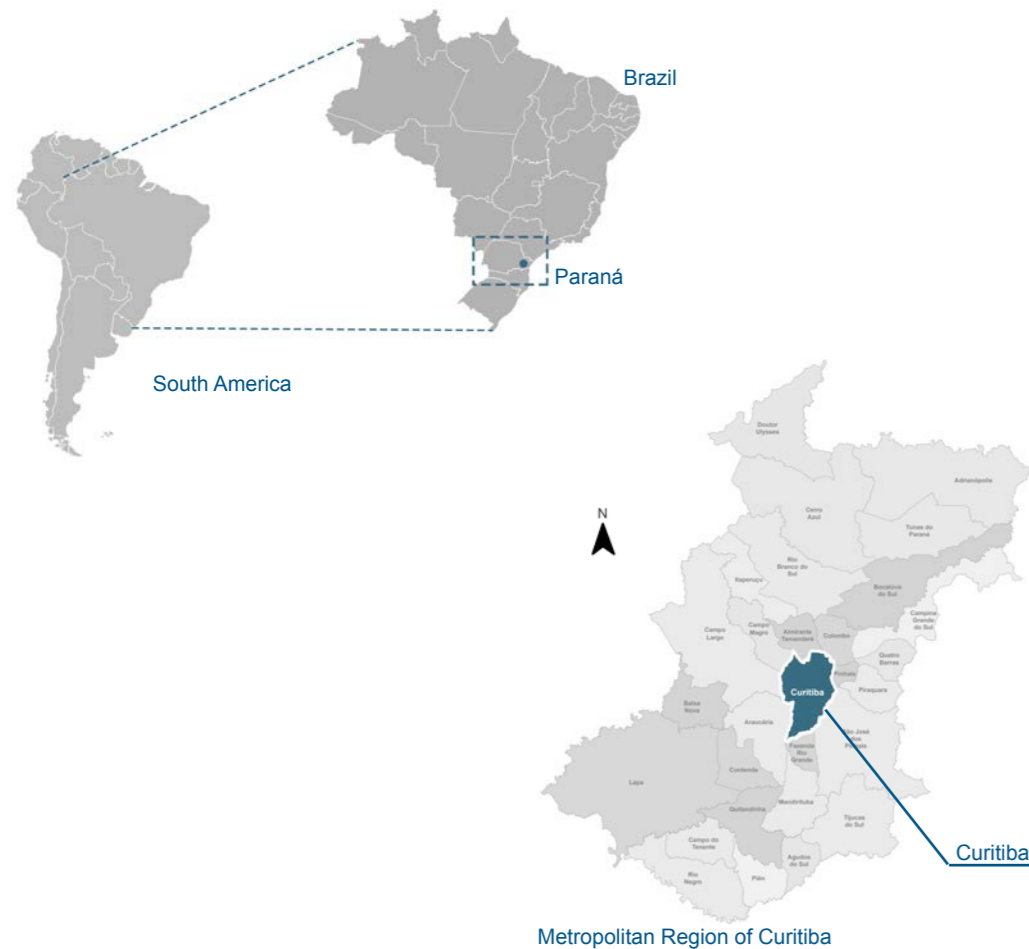 Brazil
Paraná
South America
N
Doutor
Ulysses
Adrianópolis
Cerro
Azul
Tunas do
Paraná
Rio
Branco do
Sul
Itaperuçu
Bocaiúva
do Sul
Campina
Grande
do Sul
Campo
Largo
Campo
Magro
Almirante
Tamandaré
Colombo
Quatro
Barras
Pinhais
Piraquara
Curitiba
Balsa
Nova
Araucária
São José
dos
Pinhais
Fazenda
Rio
Grande
Contenda
Lapa
Quitandinha
Mandirituba
Tijucas
do Sul
Campo do
Tenente
Agudos
do Sul
Rio
Negro
Piên
Curitiba
Metropolitan Region of Curitiba